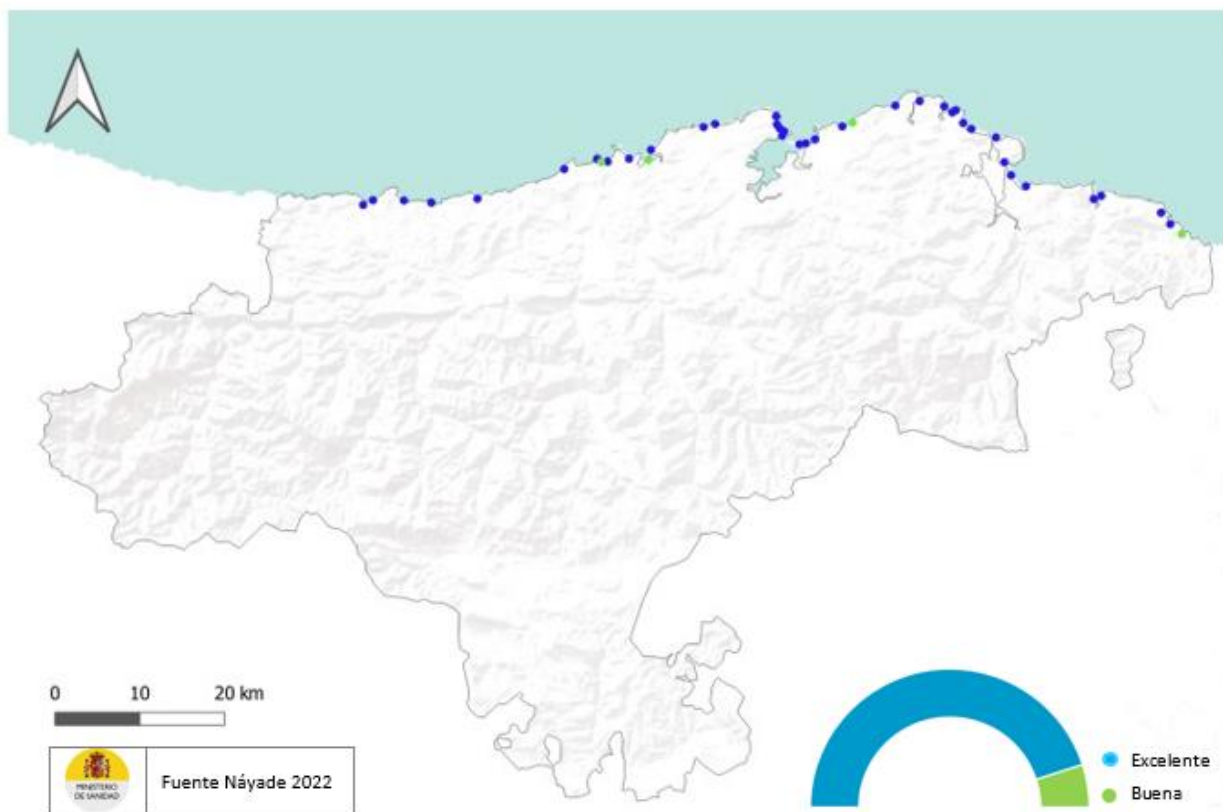 0 10 20 km
MINISTERIO
DE SANIDAD
Fuente Náyade 2022
Excelente
Buena